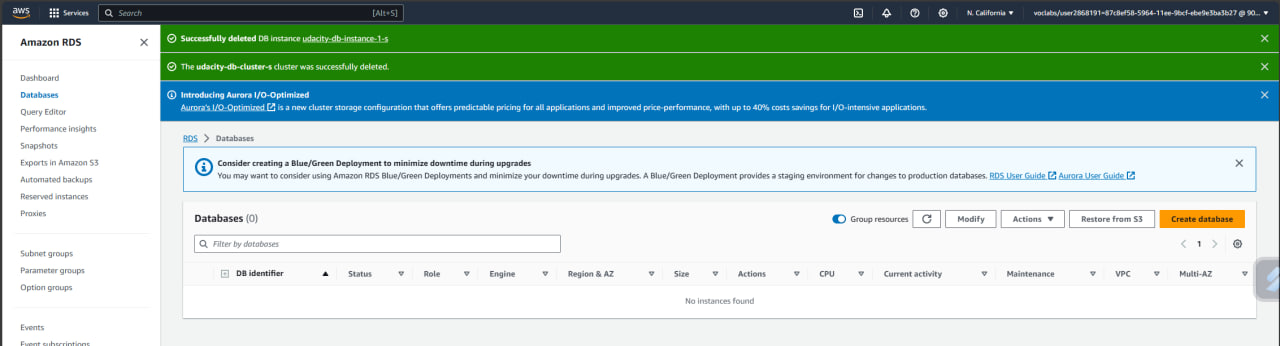 aws Services Search [Alt+S] N. California voclabs/user2868191=87c8ef58-5964-11ee-9bcf-ebe9e3ba3b27 @ 90...
Amazon RDS
Dashboard
Databases
Query Editor
Performance insights
Snapshots
Exports in Amazon S3
Automated backups
Reserved instances
Proxies
Subnet groups
Parameter groups
Option groups
Events
Event subscriptions
Successfully deleted DB instance udacity-db-instance-1-s
The udacity-db-cluster-s cluster was successfully deleted.
Introducing Aurora I/O-Optimized
Aurora's I/O-Optimized is a new cluster storage configuration that offers predictable pricing for all applications and improved price-performance, with up to 40% costs savings for I/O-intensive applications.
RDS > Databases
Consider creating a Blue/Green Deployment to minimize downtime during upgrades
You may want to consider using Amazon RDS Blue/Green Deployments and minimize your downtime during upgrades. A Blue/Green Deployment provides a staging environment for changes to production databases. RDS User Guide Aurora User Guide
Databases (0) Group resources Modify Actions Restore from S3 Create database
Filter by databases < 1 >
DB identifier Status Role Engine Region & AZ Size Actions CPU Current activity Maintenance VPC Multi-AZ
No instances found